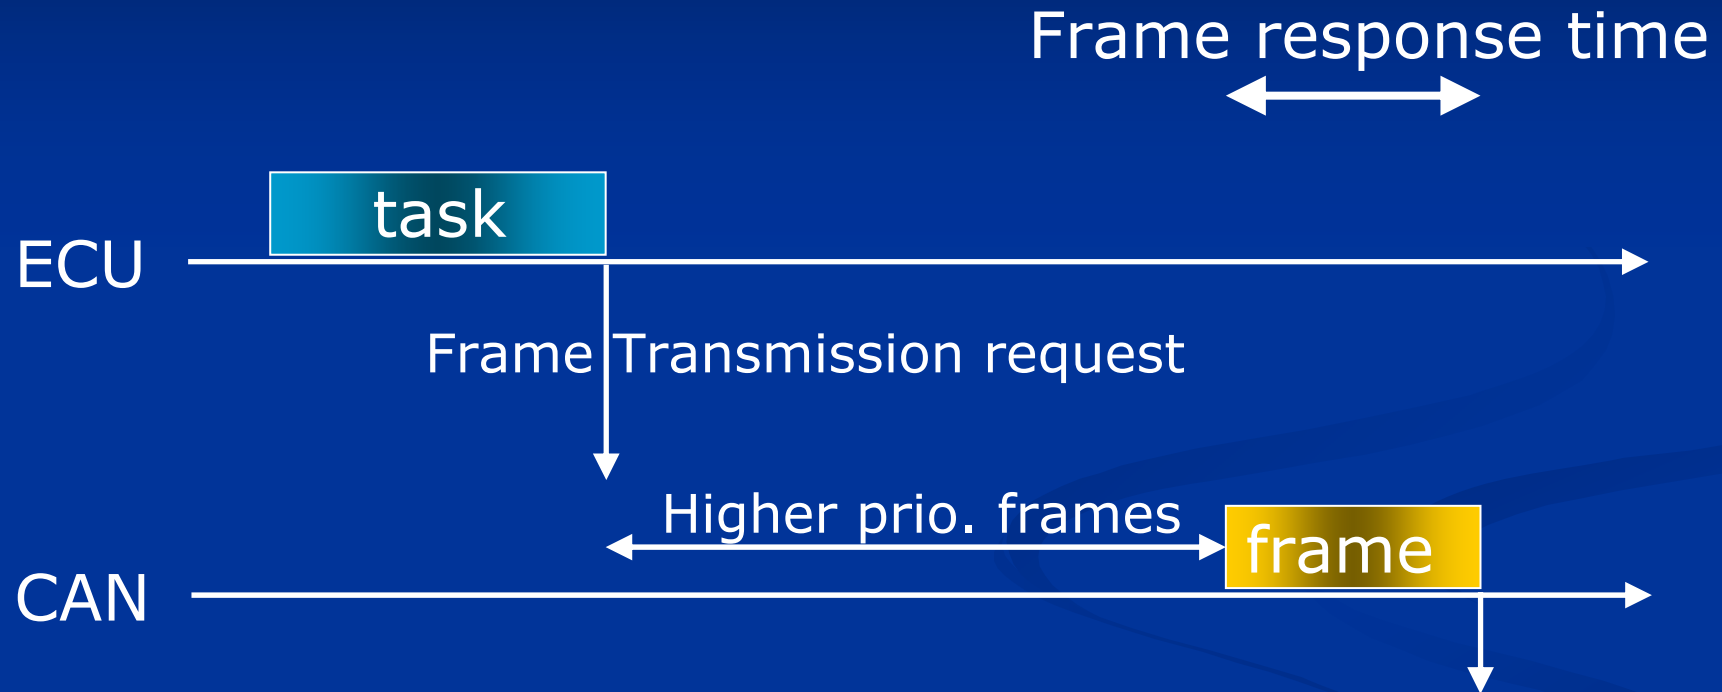 Frame response time
task
ECU
Frame Transmission request
Higher prio. frames
frame
CAN